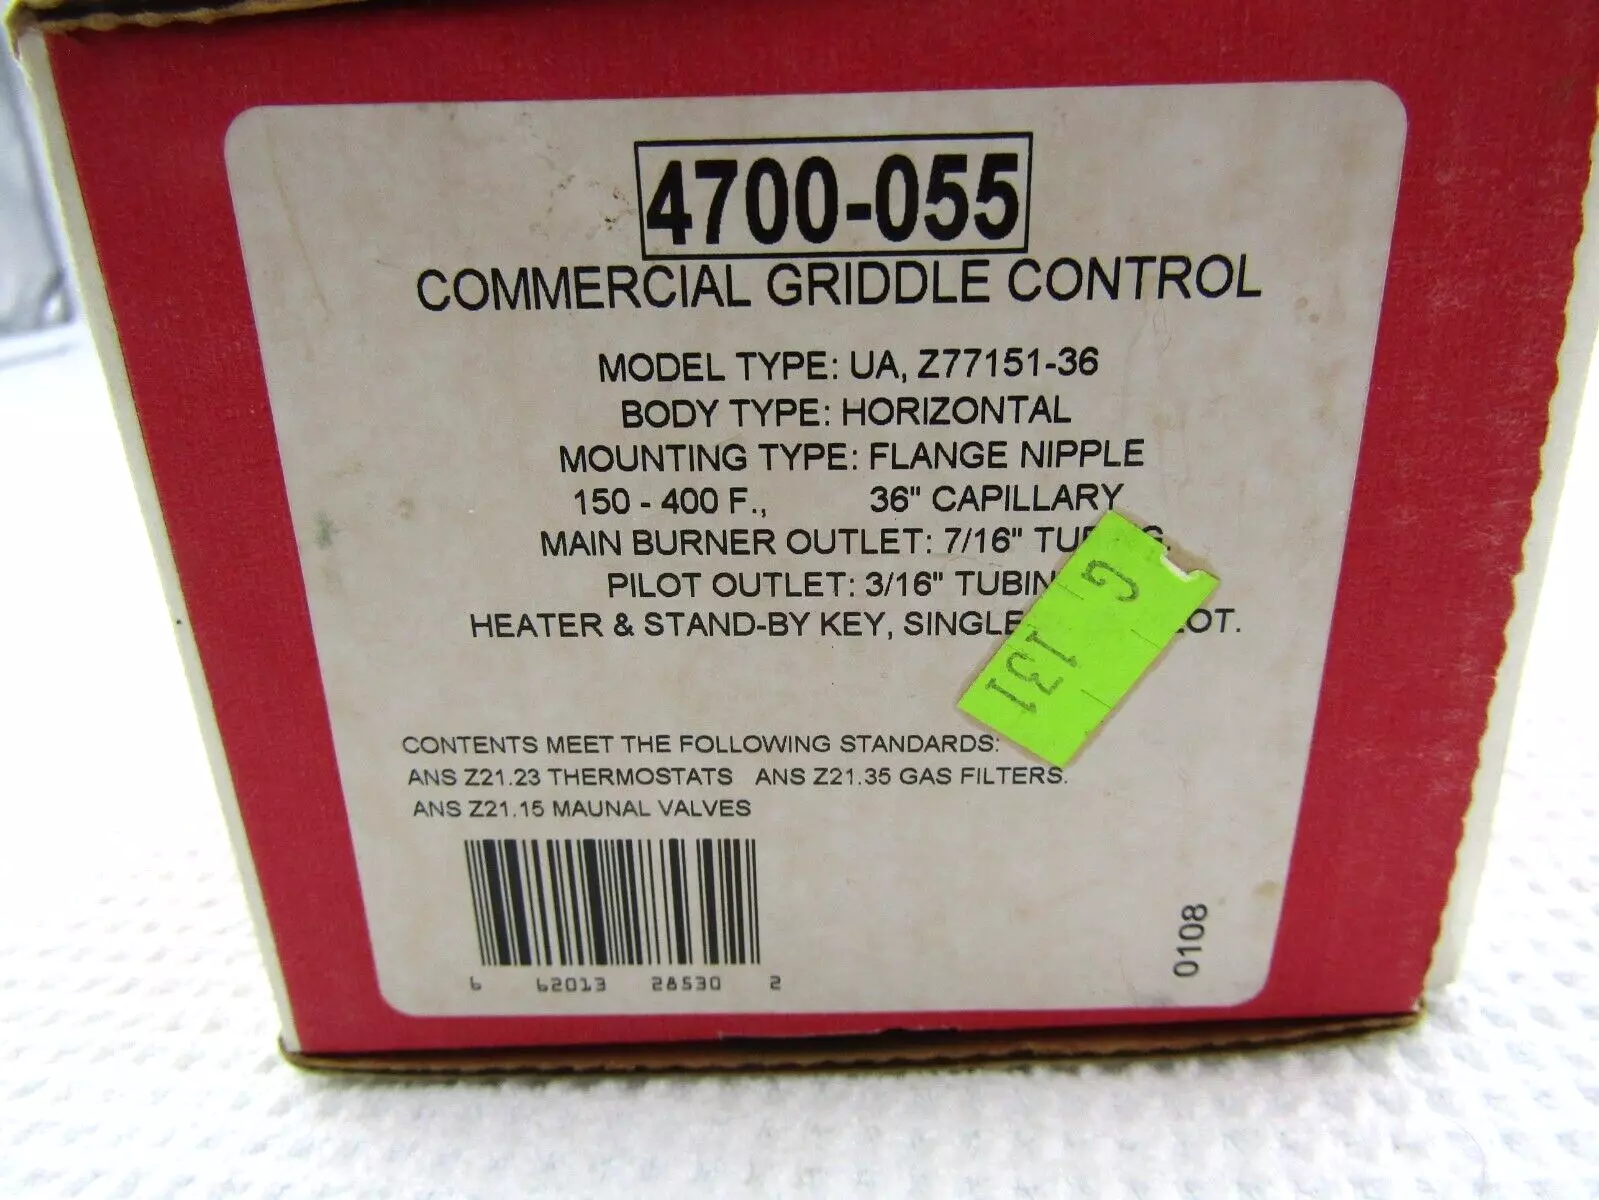 4700-055
COMMERCIAL GRIDDLE CONTROL
MODEL TYPE: UA, Z77151-36
BODY TYPE: HORIZONTAL
MOUNTING TYPE: FLANGE NIPPLE
150 - 400 F., 36" CAPILLARY
MAIN BURNER OUTLET: 7/16"
PILOT OUTLET: 3/16"
HEATER & STAND-BY KEY, SINGLE
G 131
CONTENTS MEET THE FOLLOWING STANDARDS:
ANS Z21.23 THERMOSTATS ANS Z21.35 GAS FILTERS.
ANS Z21.15 MAUNAL VALVES
6 62013 28530 2
0108